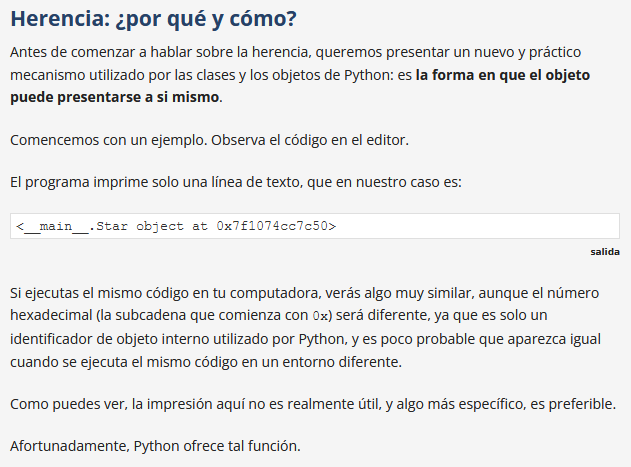 Herencia: ¿por qué y cómo?
Antes de comenzar a hablar sobre la herencia, queremos presentar un nuevo y práctico
mecanismo utilizado por las clases y los objetos de Python: es la forma en que el objeto
puede presentarse a si mismo.
Comencemos con un ejemplo. Observa el código en el editor.
El programa imprime solo una línea de texto, que en nuestro caso es:
<__main__.Star object at 0x7f1074cc7c50>
salida
Si ejecutas el mismo código en tu computadora, verás algo muy similar, aunque el número
hexadecimal (la subcadena que comienza con 0x) será diferente, ya que es solo un
identificador de objeto interno utilizado por Python, y es poco probable que aparezca igual
cuando se ejecuta el mismo código en un entorno diferente.
Como puedes ver, la impresión aquí no es realmente útil, y algo más específico, es preferible.
Afortunadamente, Python ofrece tal función.